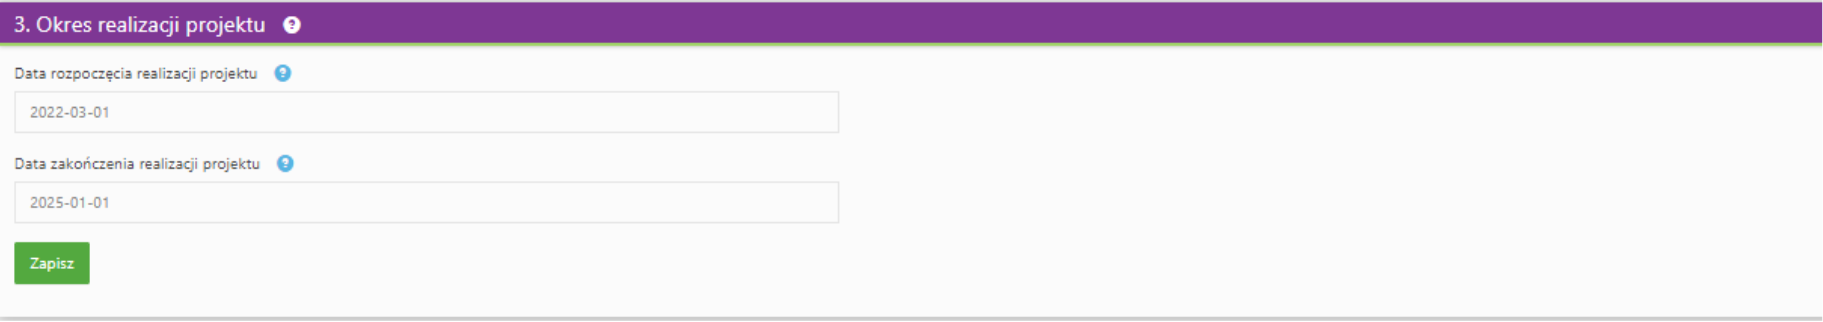 3. Okres realizacji projektu ?
Data rozpoczęcia realizacji projektu ?
2022-03-01
Data zakończenia realizacji projektu ?
2025-01-01
Zapisz